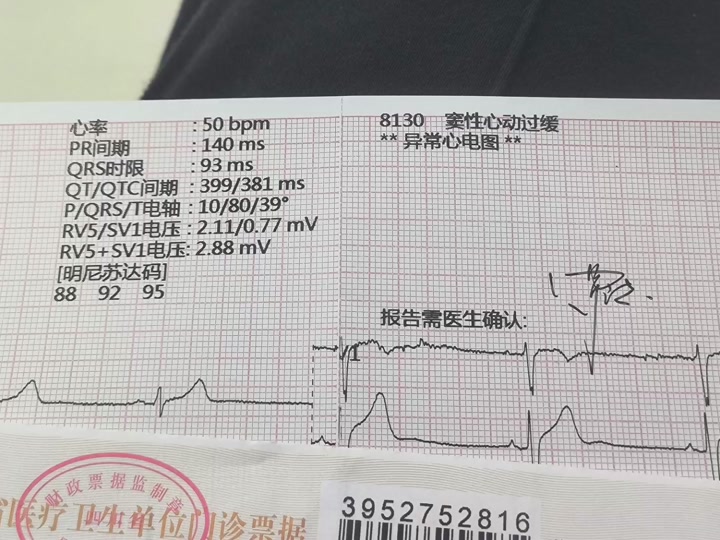 心率 : 50 bpm
PR间期 : 140 ms
QRS时限 : 93 ms
QT/QTC间期 : 399/381 ms
P/QRS/T电轴 : 10/80/39°
RV5/SV1电压 : 2.11/0.77 mV
RV5+SV1电压: 2.88 mV
[明尼苏达码]
88 92 95
8130 窦性心动过缓
** 异常心电图 **
报告需医生确认:
V1
财政票据监制章
医疗卫生单位门诊票据
3952752816